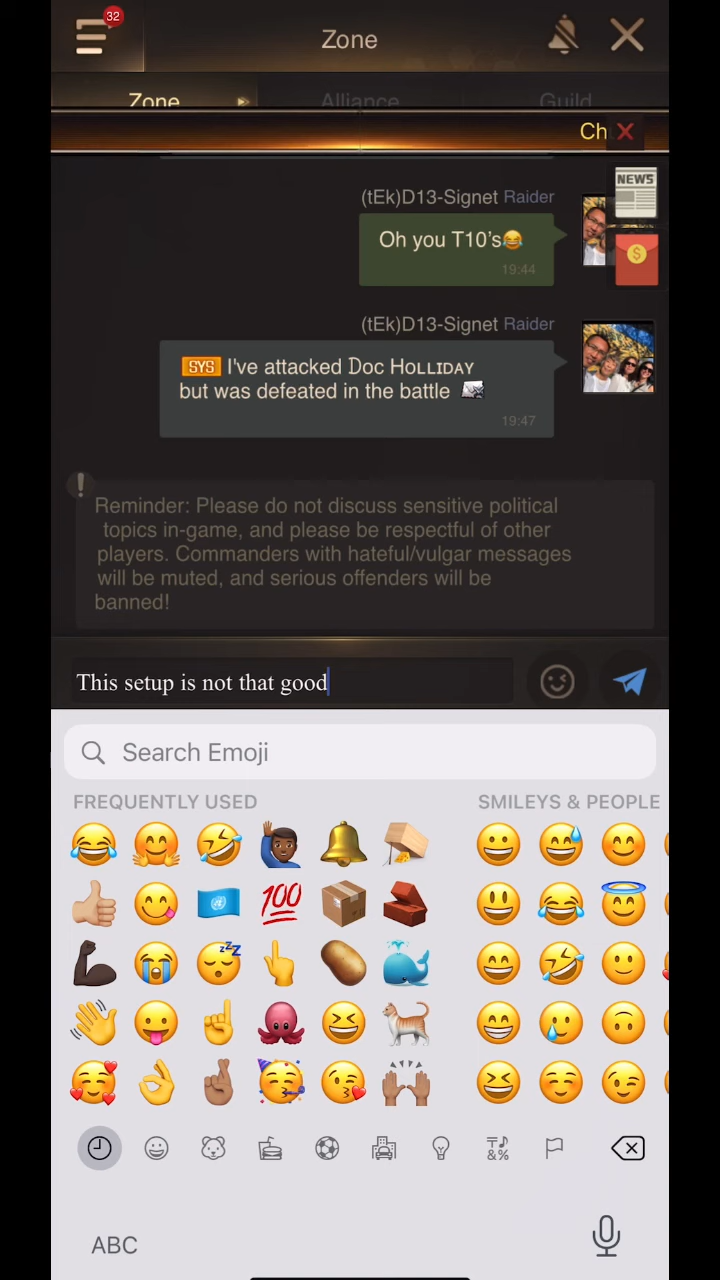 32
Zone
Zone
Alliance
Guild
Ch
NEWS
(tEk)D13-Signet Raider
Oh you T10's😂
19:44
(tEk)D13-Signet Raider
SYS I've attacked Doc Holliday
but was defeated in the battle
19:47
Reminder: Please do not discuss sensitive political
topics in-game, and please be respectful of other
players. Commanders with hateful/vulgar messages
will be muted, and serious offenders will be
banned!
This setup is not that good
Search Emoji
FREQUENTLY USED
SMILEYS & PEOPLE
ABC